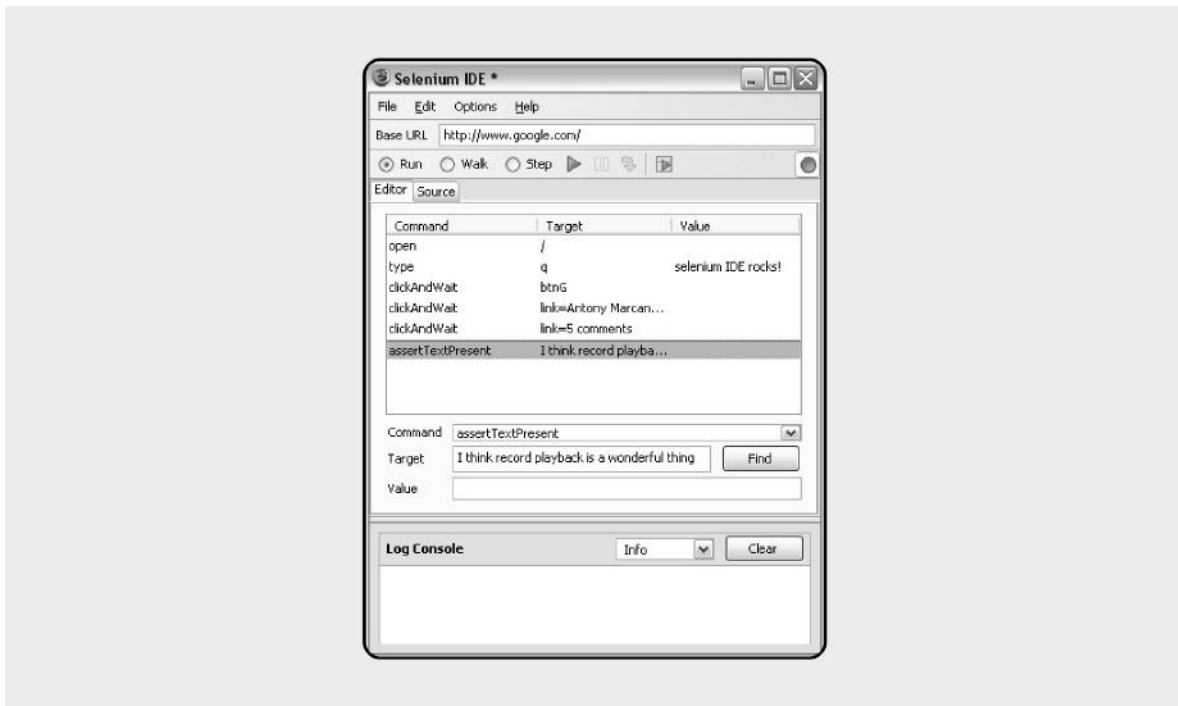 Selenium IDE *
File Edit Options Help
Base URL http://www.google.com/
Run Walk Step
Editor Source
Command Target Value
open /
type q selenium IDE rocks!
clickAndWait btnG
clickAndWait link=Antony Marcan...
clickAndWait link=5 comments
assertTextPresent I think record playba...
Command assertTextPresent
Target I think record playback is a wonderful thing Find
Value
Log Console Info Clear